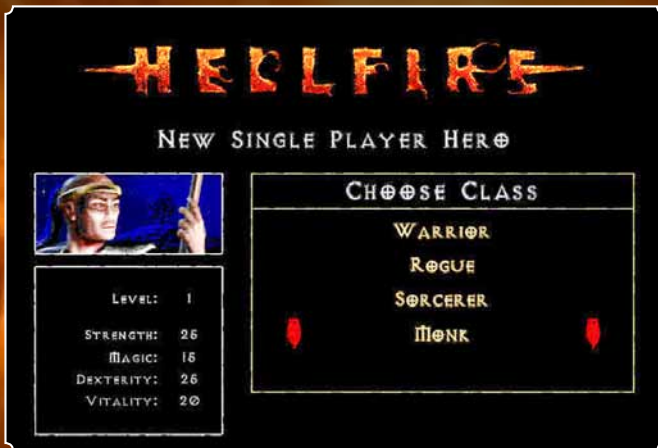 HELLFIRE
NEW SINGLE PLAYER HERO
CHOOSE CLASS
WARRIOR
ROGUE
SORCERER
MONK
LEVEL: 1
STRENGTH: 25
MAGIC: 15
DEXTERITY: 25
VITALITY: 20